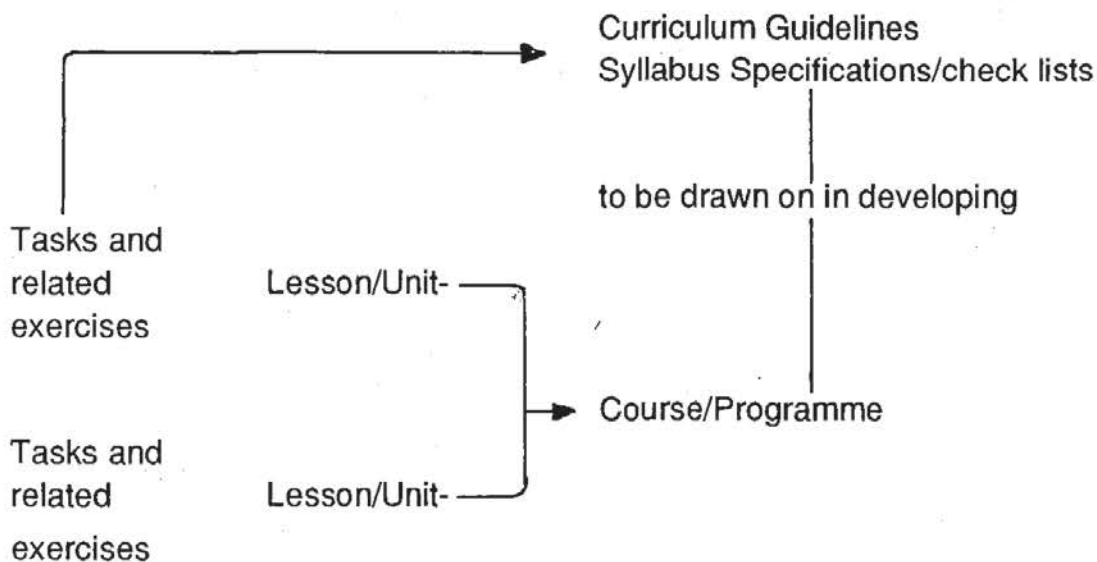 Curriculum Guidelines
Syllabus Specifications/check lists
to be drawn on in developing
Tasks and
related
exercises
Lesson/Unit-
Course/Programme
Tasks and
related
exercises
Lesson/Unit-